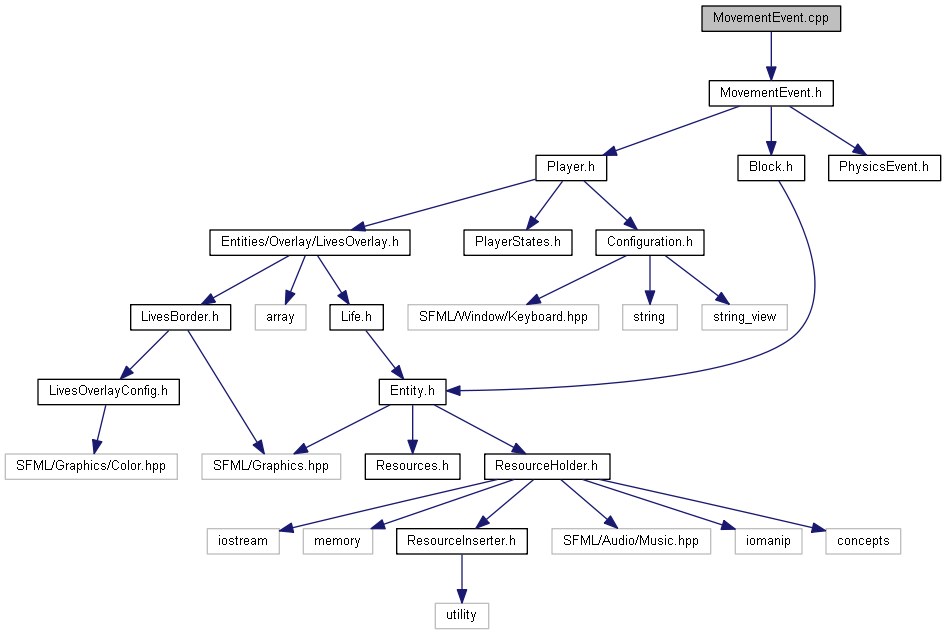 MovementEvent.cpp
MovementEvent.h
Player.h
Block.h
PhysicsEvent.h
Entities/Overlay/LivesOverlay.h
PlayerStates.h
Configuration.h
LivesBorder.h
array
Life.h
SFML/Window/Keyboard.hpp
string
string_view
LivesOverlayConfig.h
Entity.h
SFML/Graphics/Color.hpp
SFML/Graphics.hpp
Resources.h
ResourceHolder.h
iostream
memory
ResourceInserter.h
SFML/Audio/Music.hpp
iomanip
concepts
utility